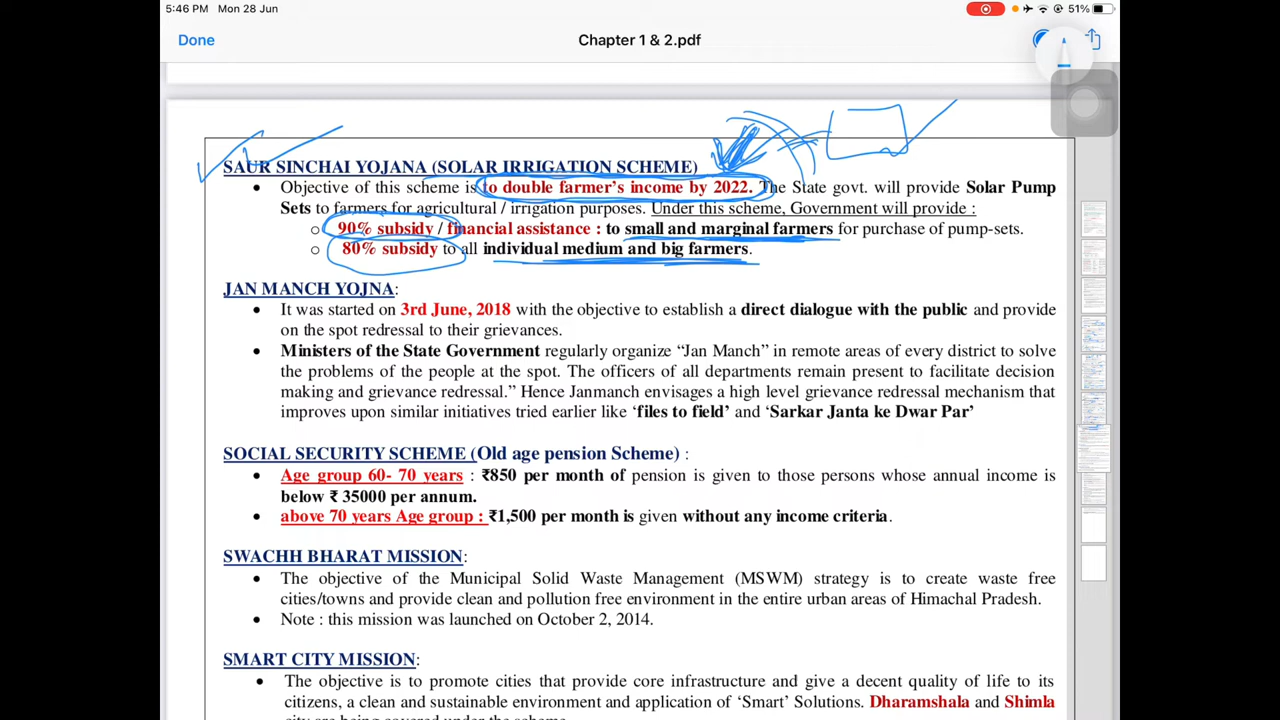 5:46 PM Mon 28 Jun
51%
Done
Chapter 1 & 2.pdf
SAUR SINCHAI YOJANA (SOLAR IRRIGATION SCHEME)
• Objective of this scheme is to double farmer's income by 2022. The State govt. will provide Solar Pump
Sets to farmers for agricultural / irrigation purposes. Under this scheme, Government will provide :
o 90% subsidy / financial assistance : to small and marginal farmers for purchase of pump-sets.
o 80% subsidy to all individual medium and big farmers.
JAN MANCH YOJNA:
• It was started on 3rd June, 2018 with the objective to establish a direct dialogue with the public and provide
on the spot redressal to their grievances.
• Ministers of the State Government regularly organize “Jan Manch” in remote areas of every district to solve
the problems of the people at the spot. The officers of all departments remain present to facilitate decision
making and grievance redressal.” Hence Janmanch envisages a high level grievance redressal mechanism that
improves upon similar initiatives tried earlier like ‘files to field’ and ‘Sarkar Janta ke Dwar Par’
SOCIAL SECURITY SCHEME (Old age pension Scheme) :
• Age group 60 years 50 per month of pension is given to those persons whose annual income is
below ₹ 35000 per annum.
• above 70 years Age group : ₹1,500 per month is given without any income criteria.
SWACHH BHARAT MISSION:
• The objective of the Municipal Solid Waste Management (MSWM) strategy is to create waste free
cities/towns and provide clean and pollution free environment in the entire urban areas of Himachal Pradesh.
• Note : this mission was launched on October 2, 2014.
SMART CITY MISSION:
• The objective is to promote cities that provide core infrastructure and give a decent quality of life to its
citizens, a clean and sustainable environment and application of ‘Smart’ Solutions. Dharamshala and Shimla
city are being covered under the scheme.